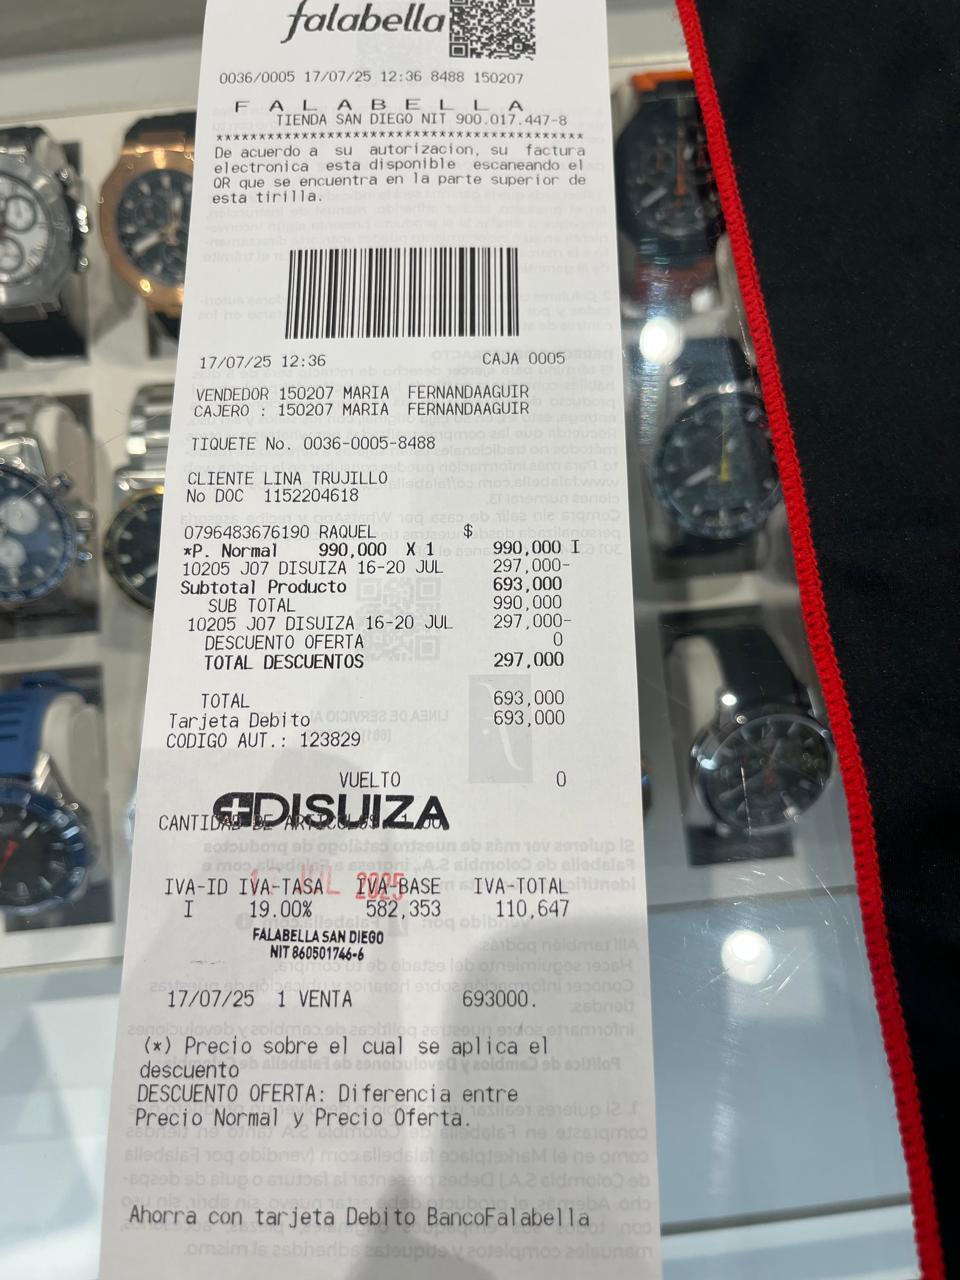 falabella
0036/0005 17/07/25 12:36 8488 150207
F A L A B E L L A
TIENDA SAN DIEGO NIT 900.017.447-8
****************************************
De acuerdo a su autorizacion, su factura
electronica esta disponible escaneando el
QR que se encuentra en la parte superior de
esta tirilla.
17/07/25 12:36 CAJA 0005
VENDEDOR 150207 MARIA FERNANDAAGUIR
CAJERO : 150207 MARIA FERNANDAAGUIR
TIQUETE No. 0036-0005-8488
CLIENTE LINA TRUJILLO
No DOC 1152204618
0796483676190 RAQUEL $
*P. Normal 990,000 X 1 990,000 I
10205 J07 DISUIZA 16-20 JUL 297,000-
Subtotal Producto 693,000
SUB TOTAL 990,000
10205 J07 DISUIZA 16-20 JUL 297,000-
DESCUENTO OFERTA 0
TOTAL DESCUENTOS 297,000
TOTAL 693,000
Tarjeta Debito 693,000
CODIGO AUT.: 123829
VUELTO 0
DISUIZA
CANTIDAD DE ARTICULOS
JUL 2025
IVA-ID IVA-TASA IVA-BASE IVA-TOTAL
I 19.00% 582,353 110,647
FALABELLA SAN DIEGO
NIT 860501746-6
17/07/25 1 VENTA 693000.
(*) Precio sobre el cual se aplica el
descuento
DESCUENTO OFERTA: Diferencia entre
Precio Normal y Precio Oferta.
Ahorra con tarjeta Debito BancoFalabella